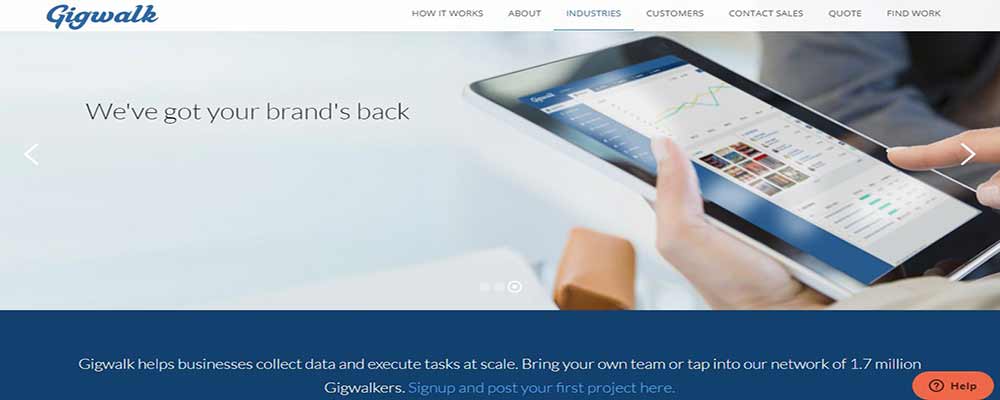 Gigwalk
HOW IT WORKS ABOUT INDUSTRIES CUSTOMERS CONTACT SALES QUOTE FIND WORK
We've got your brand's back
Gigwalk
Gigwalk helps businesses collect data and execute tasks at scale. Bring your own team or tap into our network of 1.7 million
Gigwalkers. Signup and post your first project here.
Help